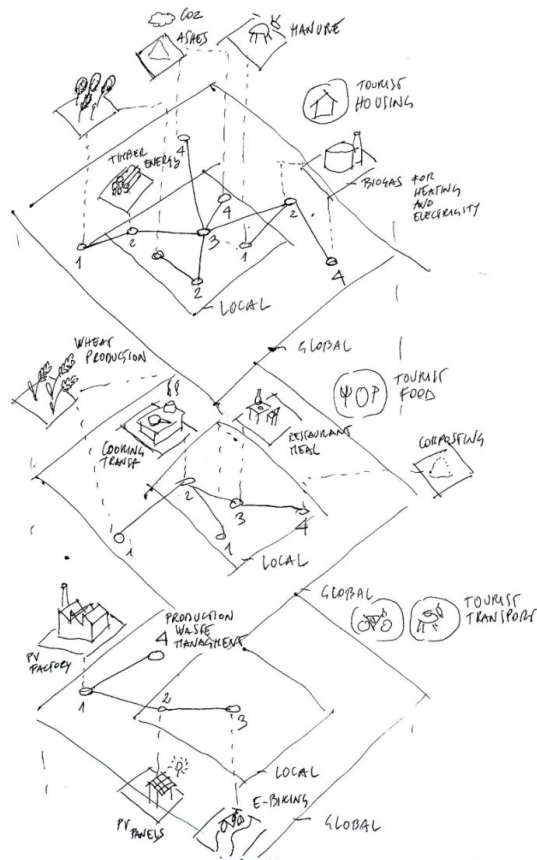 CO2
ASHES
MANURE
TOURIST
HOUSING
TIMBER
ENERGY
4
BIOGAS FOR
HEATING
AND
ELECTRICITY
4
2
2
3
1
1
4
2
LOCAL
GLOBAL
WHEAT
PRODUCTION
TOURIST
FOOD
COOKING
TRANSF
RESTAURANT
MEAL
COMPOSTING
2
3
4
1
1
LOCAL
GLOBAL
TOURIST
TRANSPORT
PRODUCTION
WASTE
MANAGMENT
4
PV
FACTORY
1
2
3
LOCAL
E-BIKING
GLOBAL
PV
PANELS